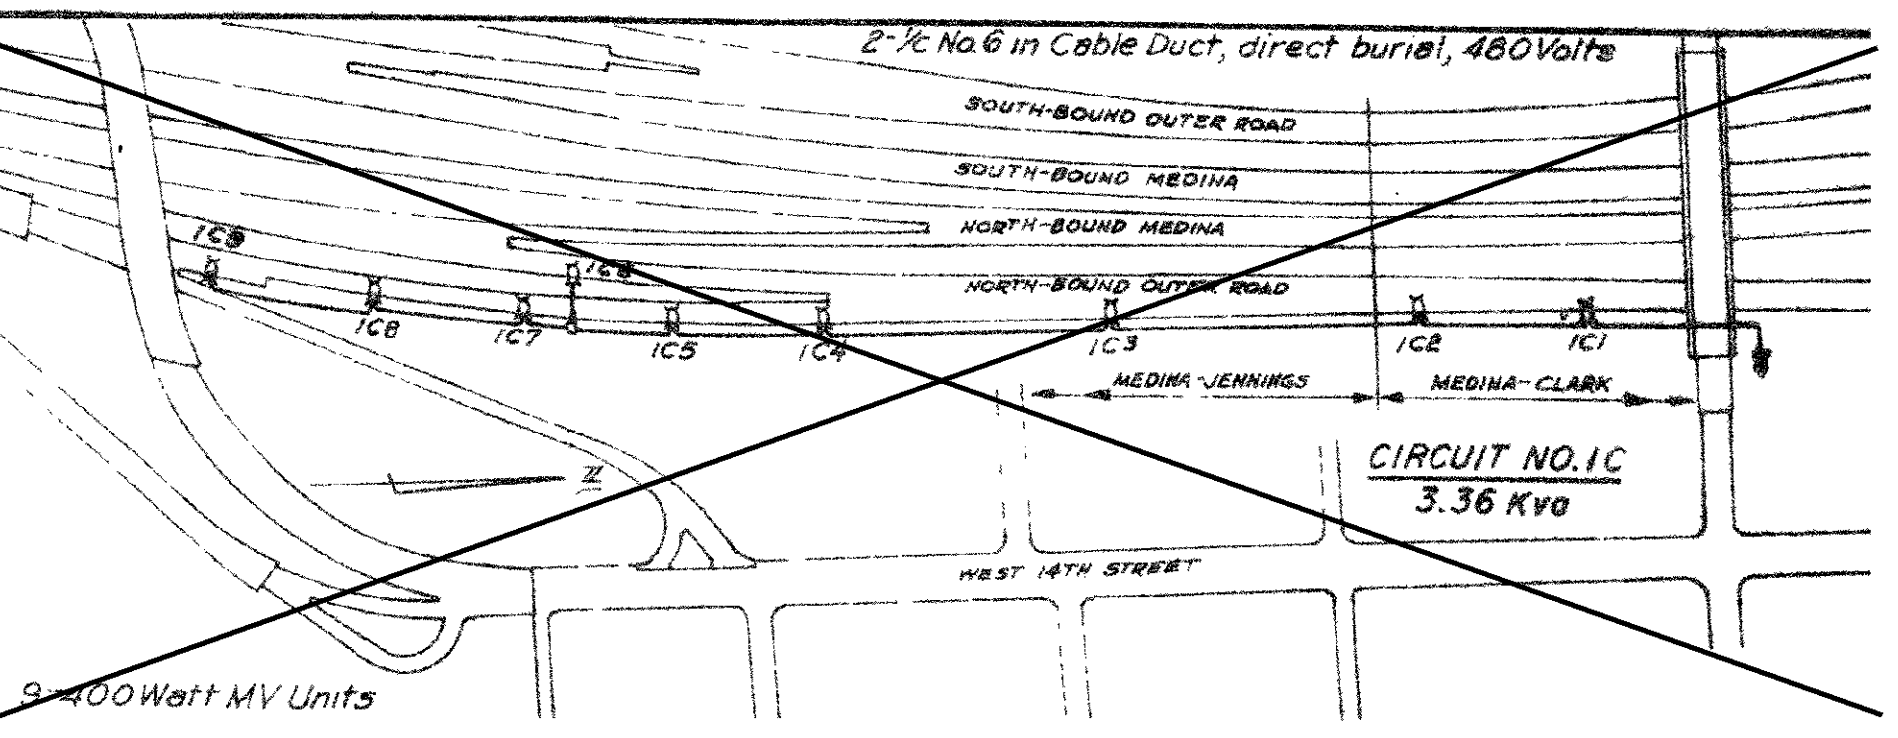 2-1/c No.6 in Cable Duct, direct burial, 480 Volts
SOUTH-BOUND OUTER ROAD
SOUTH-BOUND MEDINA
NORTH-BOUND MEDINA
NORTH-BOUND OUTER ROAD
1C9
1C6
1C8
1C7
1C5
1C4
1C3
1C2
1C1
MEDINA-JENNINGS
MEDINA-CLARK
CIRCUIT NO.1C
3.36 Kva
N
WEST 14TH STREET
9-400 Watt MV Units